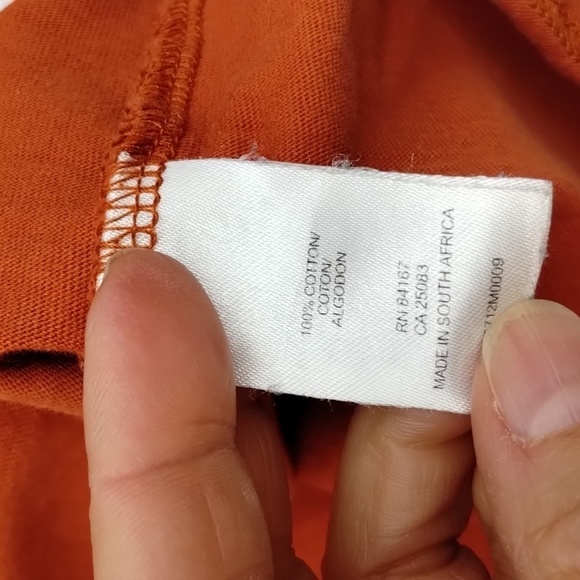 100% COTTON/
COTON/
ALGODON
RN 84167
CA 25083
MADE IN SOUTH AFRICA
712M0009